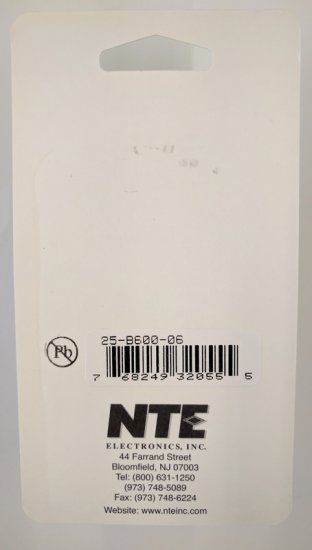 25-B600-06
Pb
7 68249 32055 5
NTE
ELECTRONICS, INC.
44 Farrand Street
Bloomfield, NJ 07003
Tel: (800) 631-1250
(973) 748-5089
Fax: (973) 748-6224
Website: www.nteinc.com